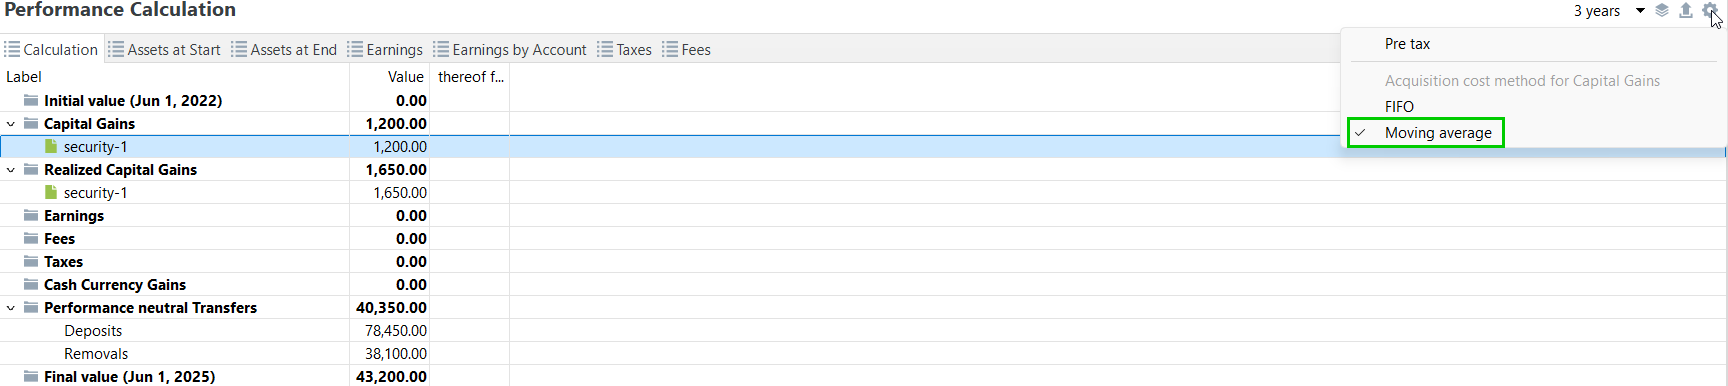 Performance Calculation
3 years
Calculation Assets at Start Assets at End Earnings Earnings by Account Taxes Fees
Pre tax
Acquisition cost method for Capital Gains
FIFO
✓ Moving average
Label Value thereof f...
Initial value (Jun 1, 2022) 0.00
Capital Gains 1,200.00
security-1 1,200.00
Realized Capital Gains 1,650.00
security-1 1,650.00
Earnings 0.00
Fees 0.00
Taxes 0.00
Cash Currency Gains 0.00
Performance neutral Transfers 40,350.00
Deposits 78,450.00
Removals 38,100.00
Final value (Jun 1, 2025) 43,200.00